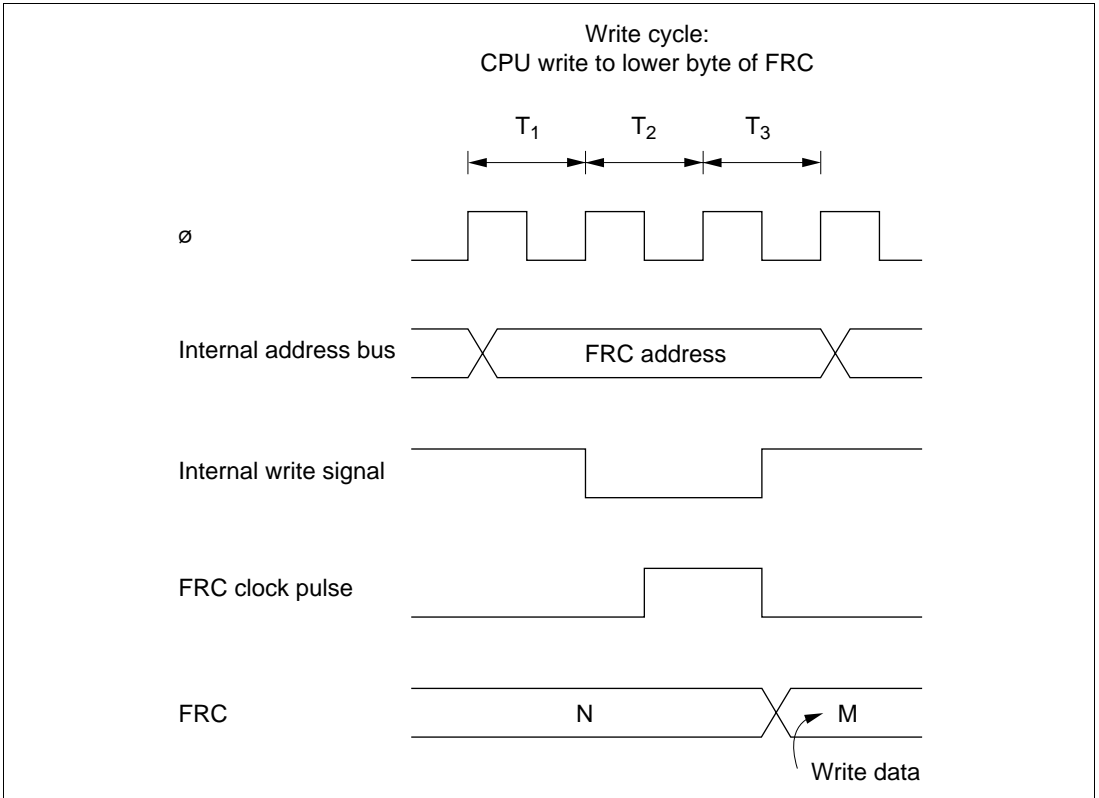 Write cycle:
CPU write to lower byte of FRC
T1 T2 T3
ø
Internal address bus
FRC address
Internal write signal
FRC clock pulse
FRC
N
M
Write data